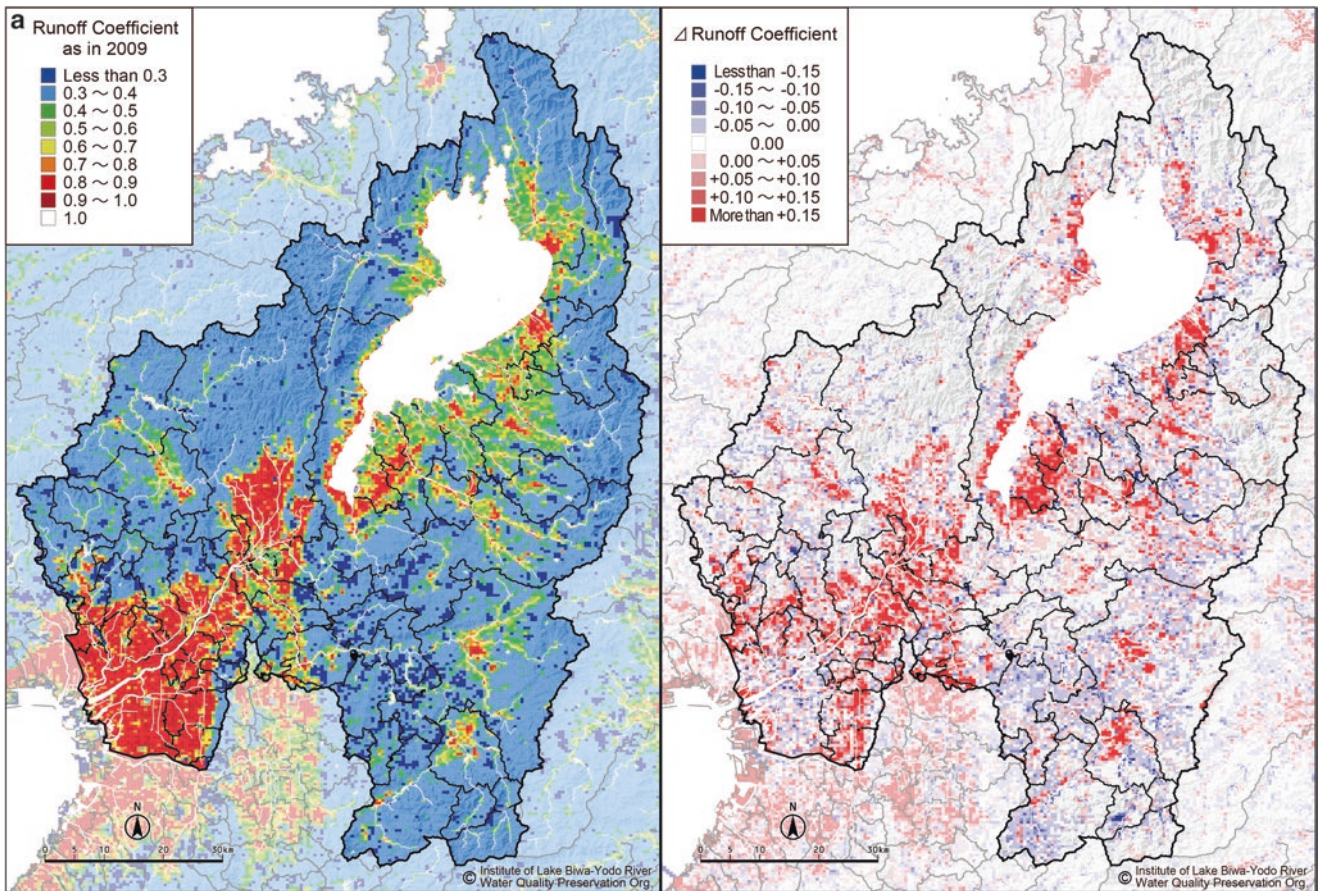 a
Runoff Coefficient
as in 2009
Less than 0.3
0.3 ～ 0.4
0.4 ～ 0.5
0.5 ～ 0.6
0.6 ～ 0.7
0.7 ～ 0.8
0.8 ～ 0.9
0.9 ～ 1.0
1.0
N
0 5 10 20 30km
© Institute of Lake Biwa-Yodo River
Water Quality Preservation Org.
⊿ Runoff Coefficient
Less than -0.15
-0.15 ～ -0.10
-0.10 ～ -0.05
-0.05 ～ 0.00
0.00
0.00 ～ +0.05
+0.05 ～ +0.10
+0.10 ～ +0.15
More than +0.15
N
0 5 10 20 30km
© Institute of Lake Biwa-Yodo River
Water Quality Preservation Org.